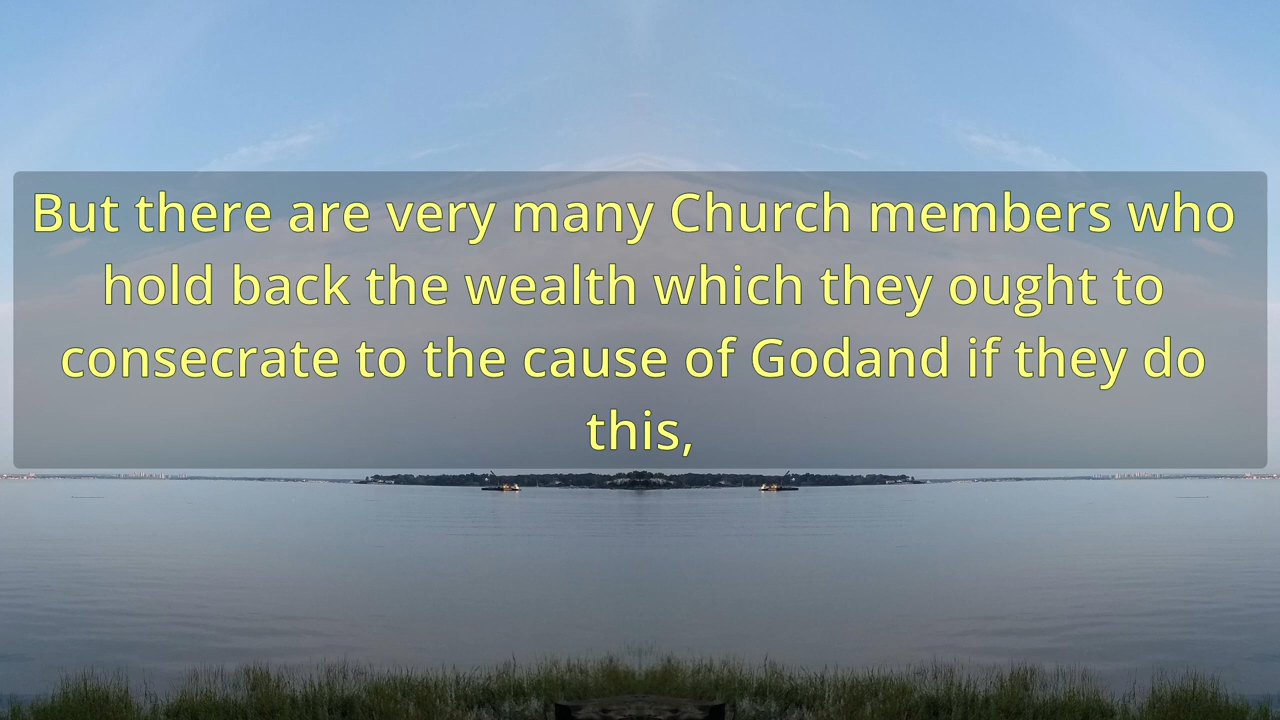 But there are very many Church members who
hold back the wealth which they ought to
consecrate to the cause of Godand if they do
this,